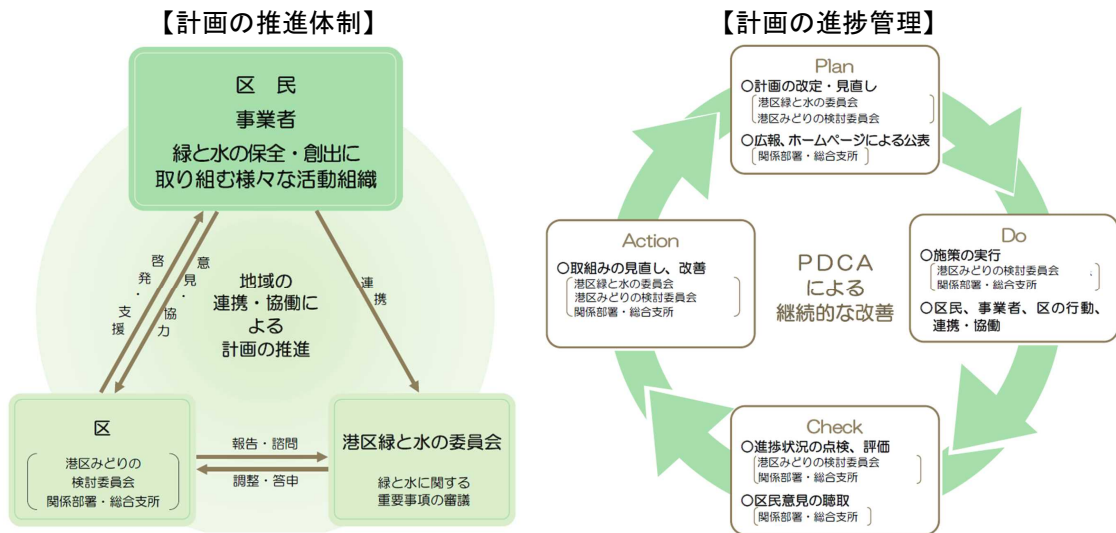 【計画の推進体制】
区　民
事業者
緑と水の保全・創出に
取り組む様々な活動組織
啓発・支援
意見・協力
連携
地域の
連携・協働に
よる
計画の推進
区
港区みどりの
検討委員会
関係部署・総合支所
報告・諮問
調整・答申
港区緑と水の委員会
緑と水に関する
重要事項の審議
【計画の進捗管理】
Plan
○計画の改定・見直し
港区緑と水の委員会
港区みどりの検討委員会
○広報、ホームページによる公表
関係部署・総合支所
Do
○施策の実行
港区みどりの検討委員会
関係部署・総合支所
○区民、事業者、区の行動、
連携・協働
Check
○進捗状況の点検、評価
港区みどりの検討委員会
関係部署・総合支所
○区民意見の聴取
関係部署・総合支所
Action
○取組みの見直し、改善
港区緑と水の委員会
港区みどりの検討委員会
関係部署・総合支所
PDCA
による
継続的な改善